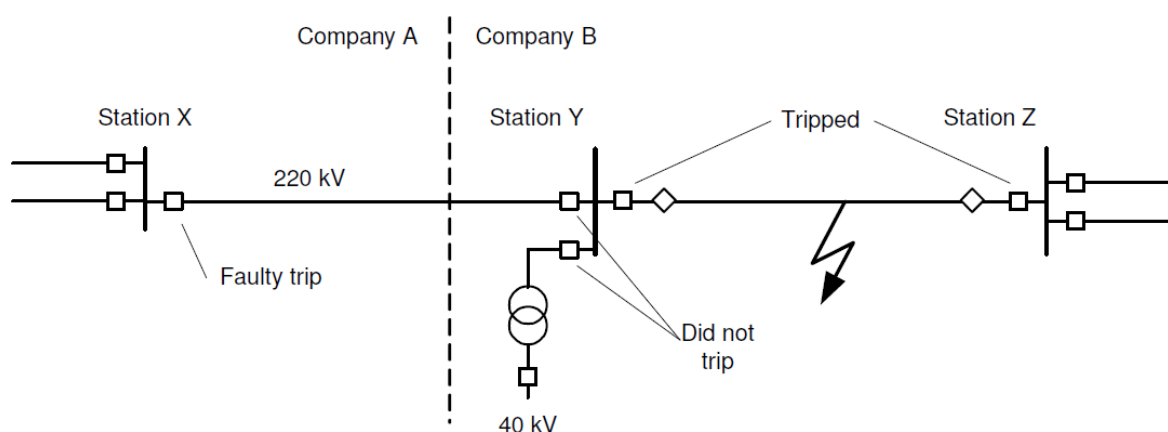 Company A
Company B
Station X
Station Y
Tripped
Station Z
220 kV
Faulty trip
Did not
trip
40 kV